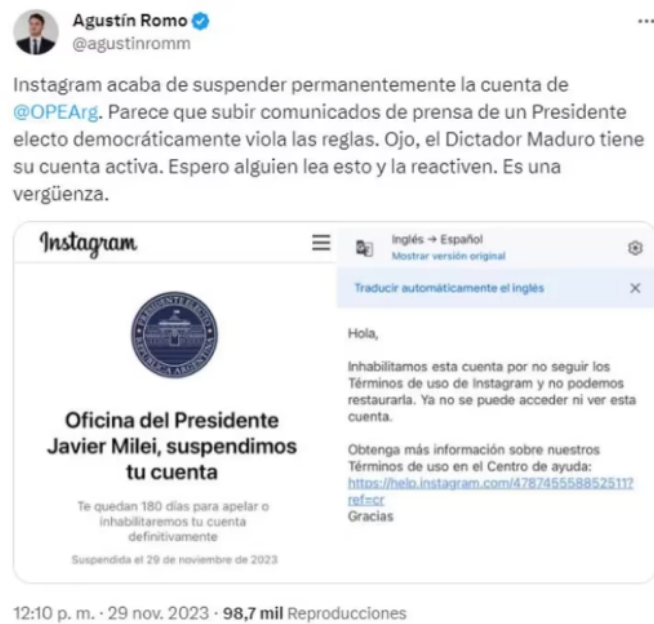 Agustín Romo
@agustinromm
Instagram acaba de suspender permanentemente la cuenta de
@OPEArg. Parece que subir comunicados de prensa de un Presidente
electo democráticamente viola las reglas. Ojo, el Dictador Maduro tiene
su cuenta activa. Espero alguien lea esto y la reactiven. Es una
vergüenza.
Instagram
PRESIDENTE ELECTO
REPÚBLICA ARGENTINA
Oficina del Presidente
Javier Milei, suspendimos
tu cuenta
Te quedan 180 días para apelar o
inhabilitaremos tu cuenta
definitivamente
Suspendida el 29 de noviembre de 2023
Inglés → Español
Mostrar versión original
Traducir automáticamente el inglés
Hola,
Inhabilitamos esta cuenta por no seguir los
Términos de uso de Instagram y no podemos
restaurarla. Ya no se puede acceder ni ver esta
cuenta.
Obtenga más información sobre nuestros
Términos de uso en el Centro de ayuda:
https://help.instagram.com/478745558852511?
ref=cr
Gracias
12:10 p. m. · 29 nov. 2023 · 98,7 mil Reproducciones